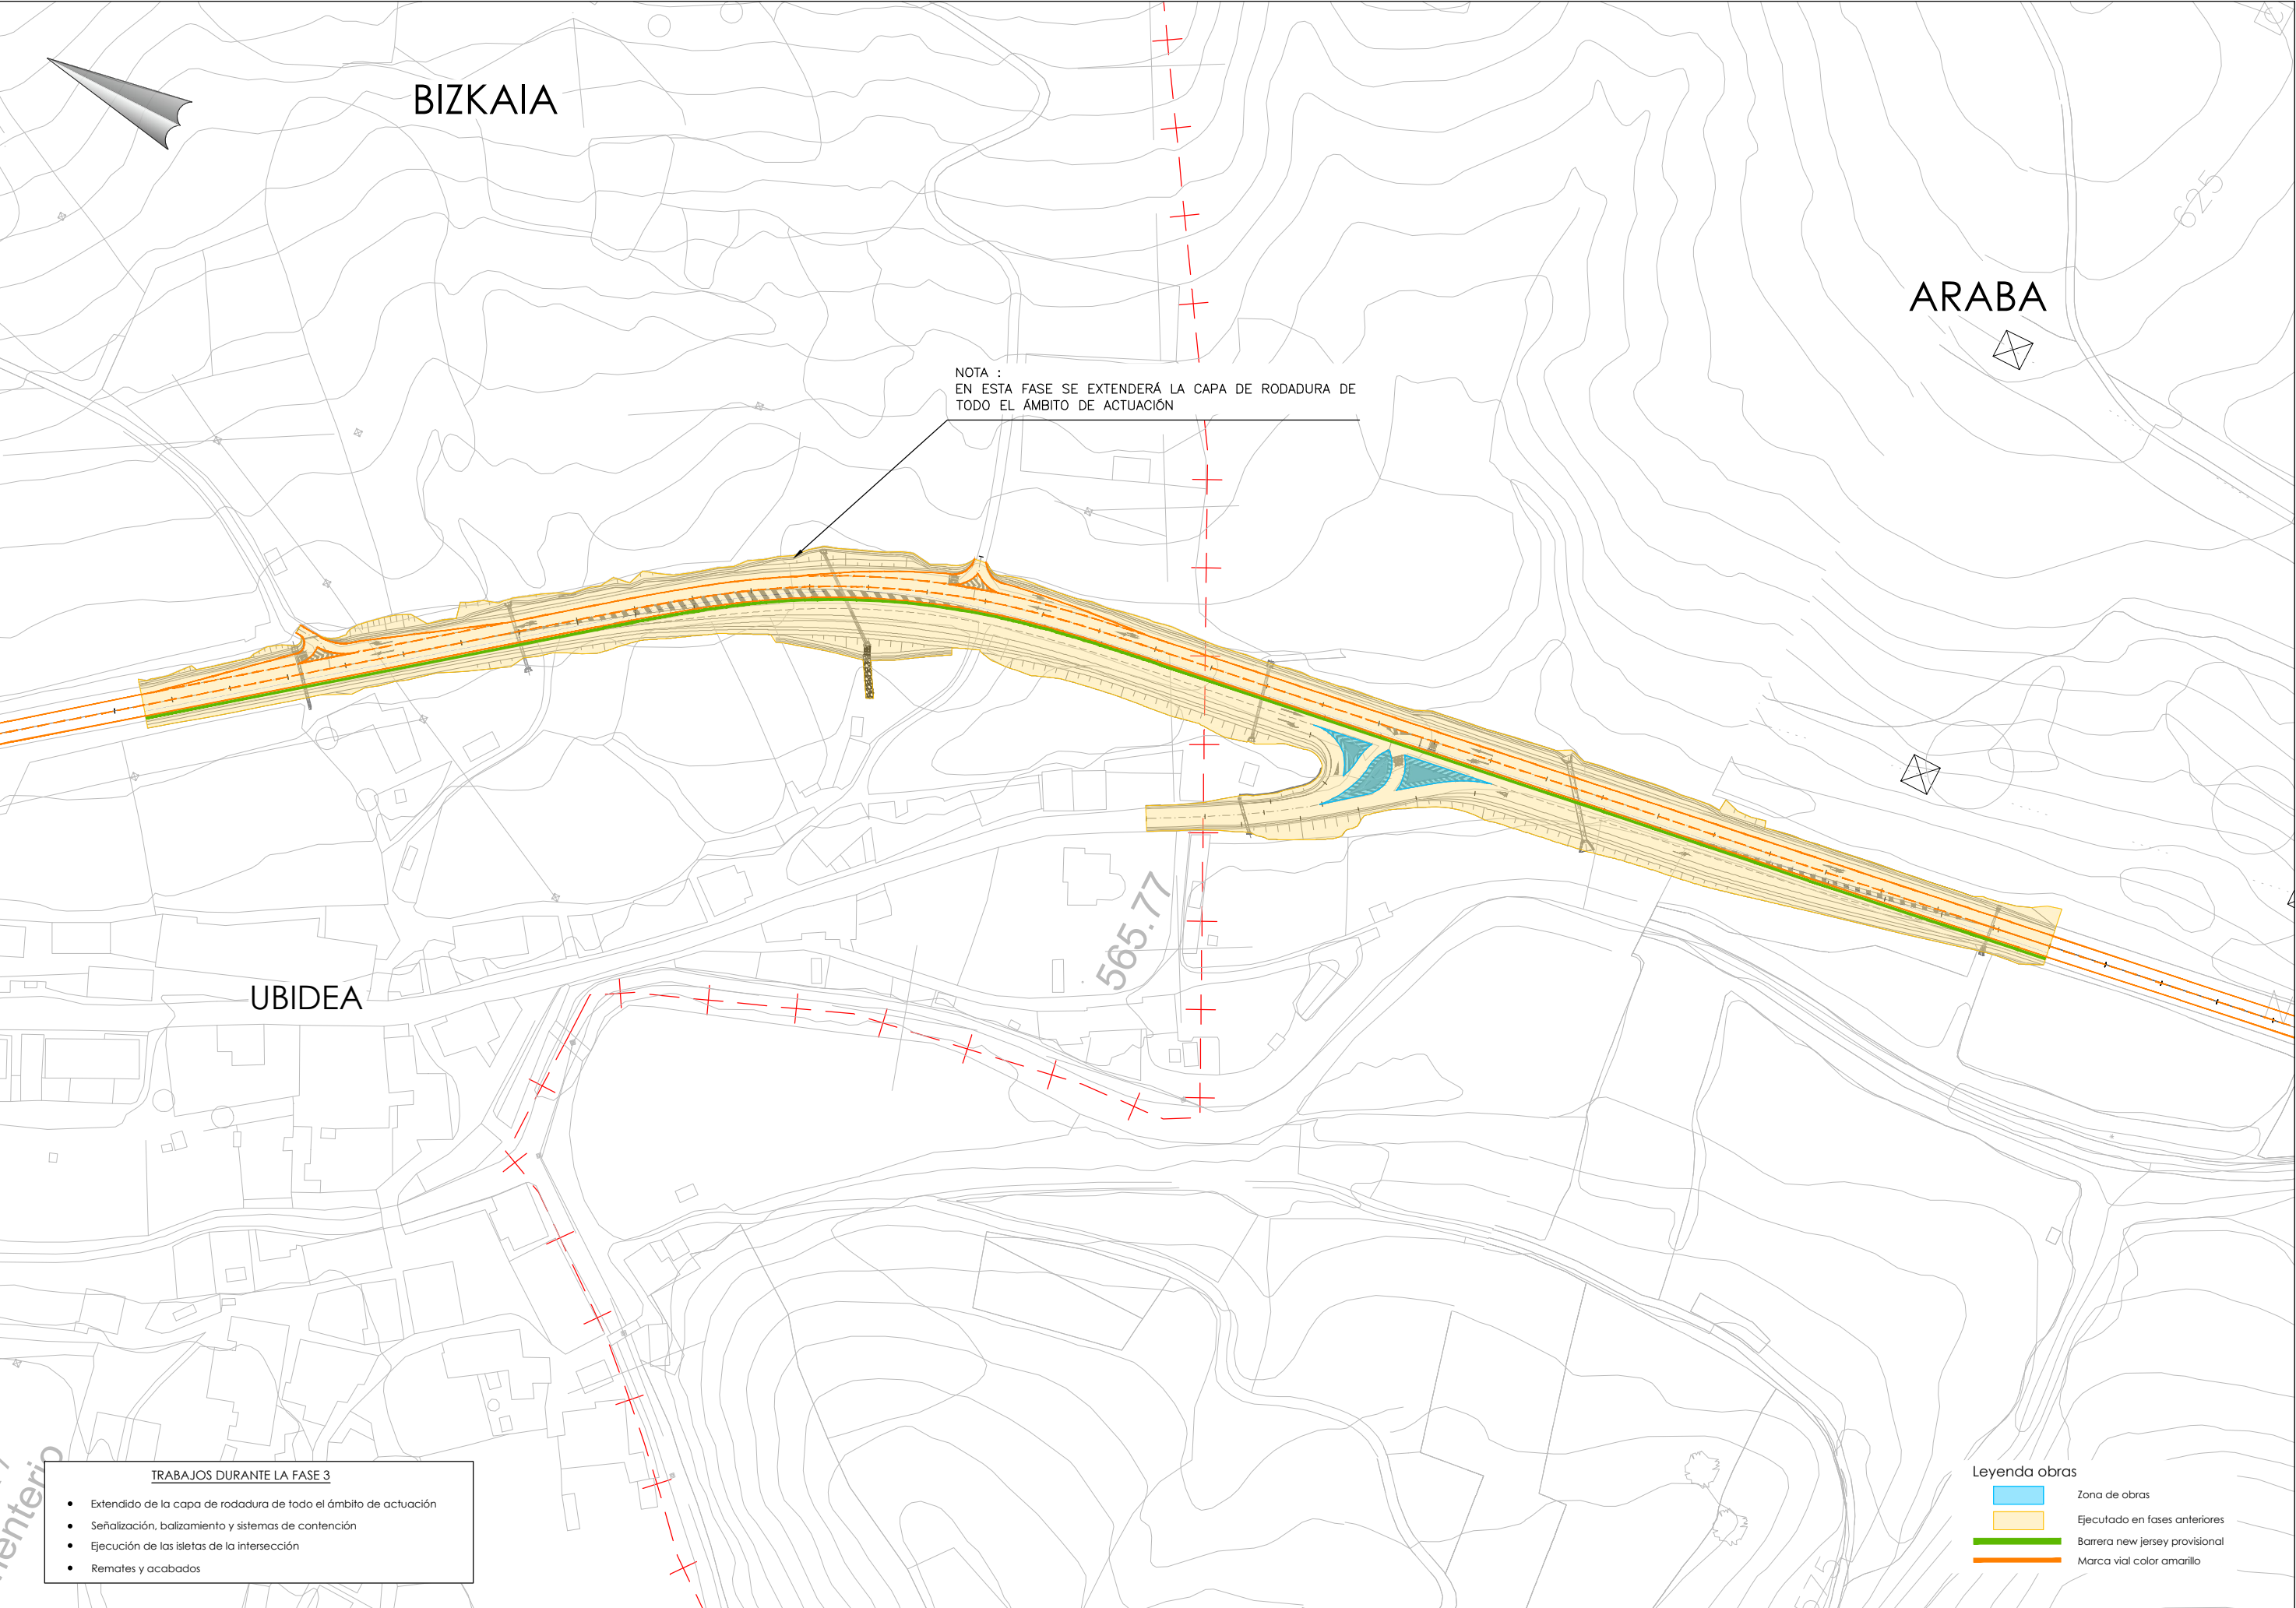 BIZKAIA
ARABA
625
NOTA :
EN ESTA FASE SE EXTENDERÁ LA CAPA DE RODADURA DE
TODO EL ÁMBITO DE ACTUACIÓN
565.77
UBIDEA
TRABAJOS DURANTE LA FASE 3
• Extendido de la capa de rodadura de todo el ámbito de actuación
• Señalización, balizamiento y sistemas de contención
• Ejecución de las isletas de la intersección
• Remates y acabados
Leyenda obras
Zona de obras
Ejecutado en fases anteriores
Barrera new jersey provisional
Marca vial color amarillo